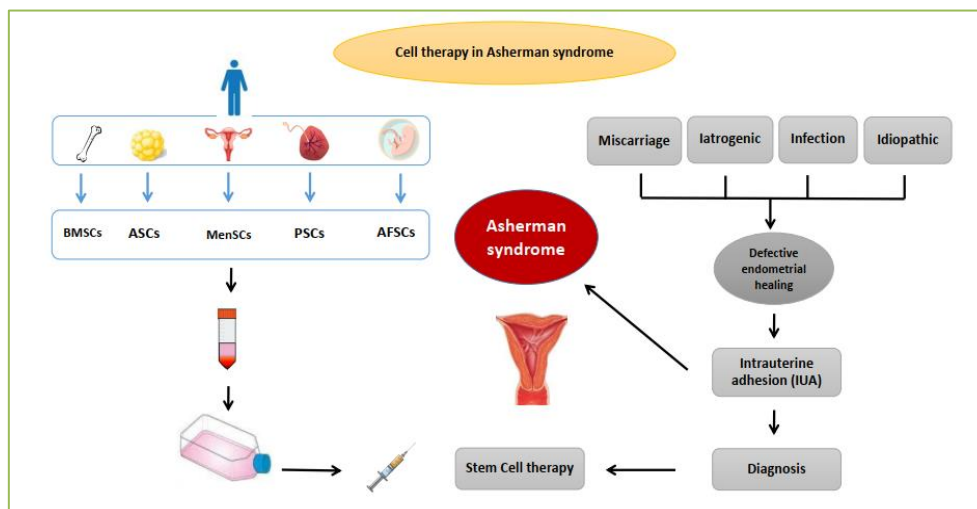 Cell therapy in Asherman syndrome
Miscarriage
Iatrogenic
Infection
Idiopathic
BMSCs
ASCs
MenSCs
PSCs
AFSCs
Asherman
syndrome
Defective
endometrial
healing
Intrauterine
adhesion (IUA)
Stem Cell therapy
Diagnosis